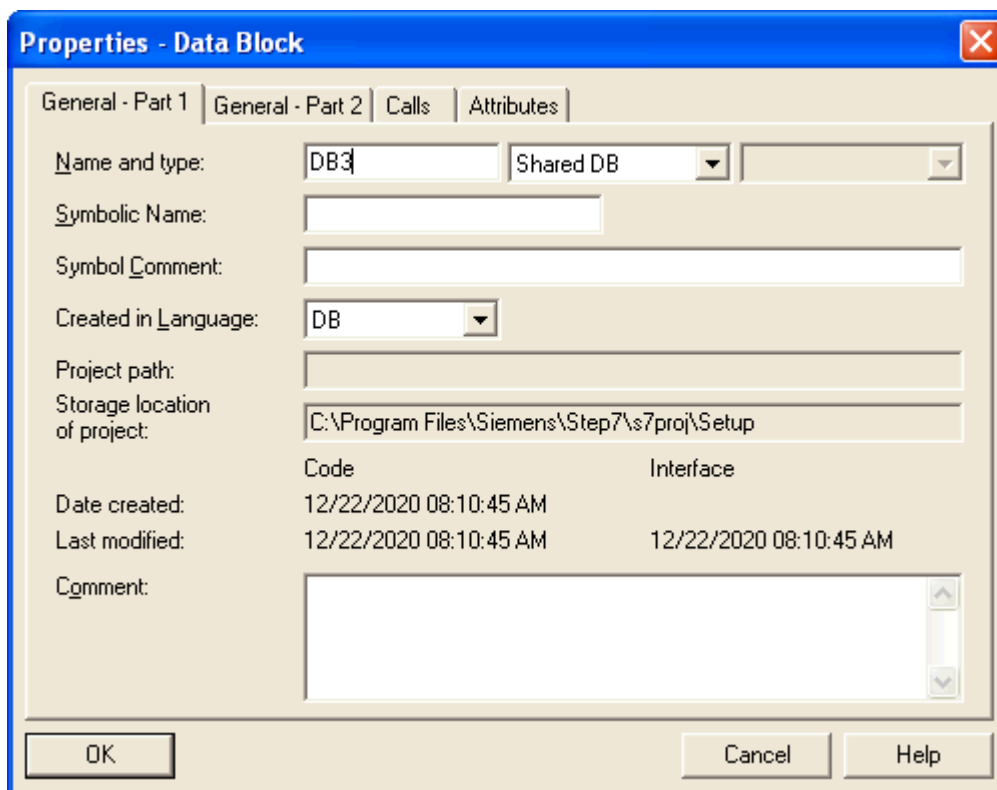 Properties - Data Block
General - Part 1 General - Part 2 Calls Attributes
Name and type: DB3 Shared DB
Symbolic Name:
Symbol Comment:
Created in Language: DB
Project path:
Storage location
of project: C:\Program Files\Siemens\Step7\s7proj\Setup
Code Interface
Date created: 12/22/2020 08:10:45 AM
Last modified: 12/22/2020 08:10:45 AM 12/22/2020 08:10:45 AM
Comment:
OK Cancel Help